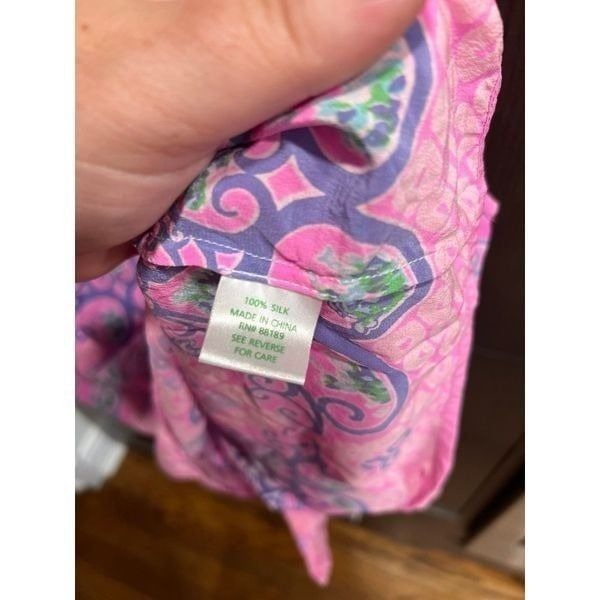 100% SILK
MADE IN CHINA
RN# 88189
SEE REVERSE
FOR CARE